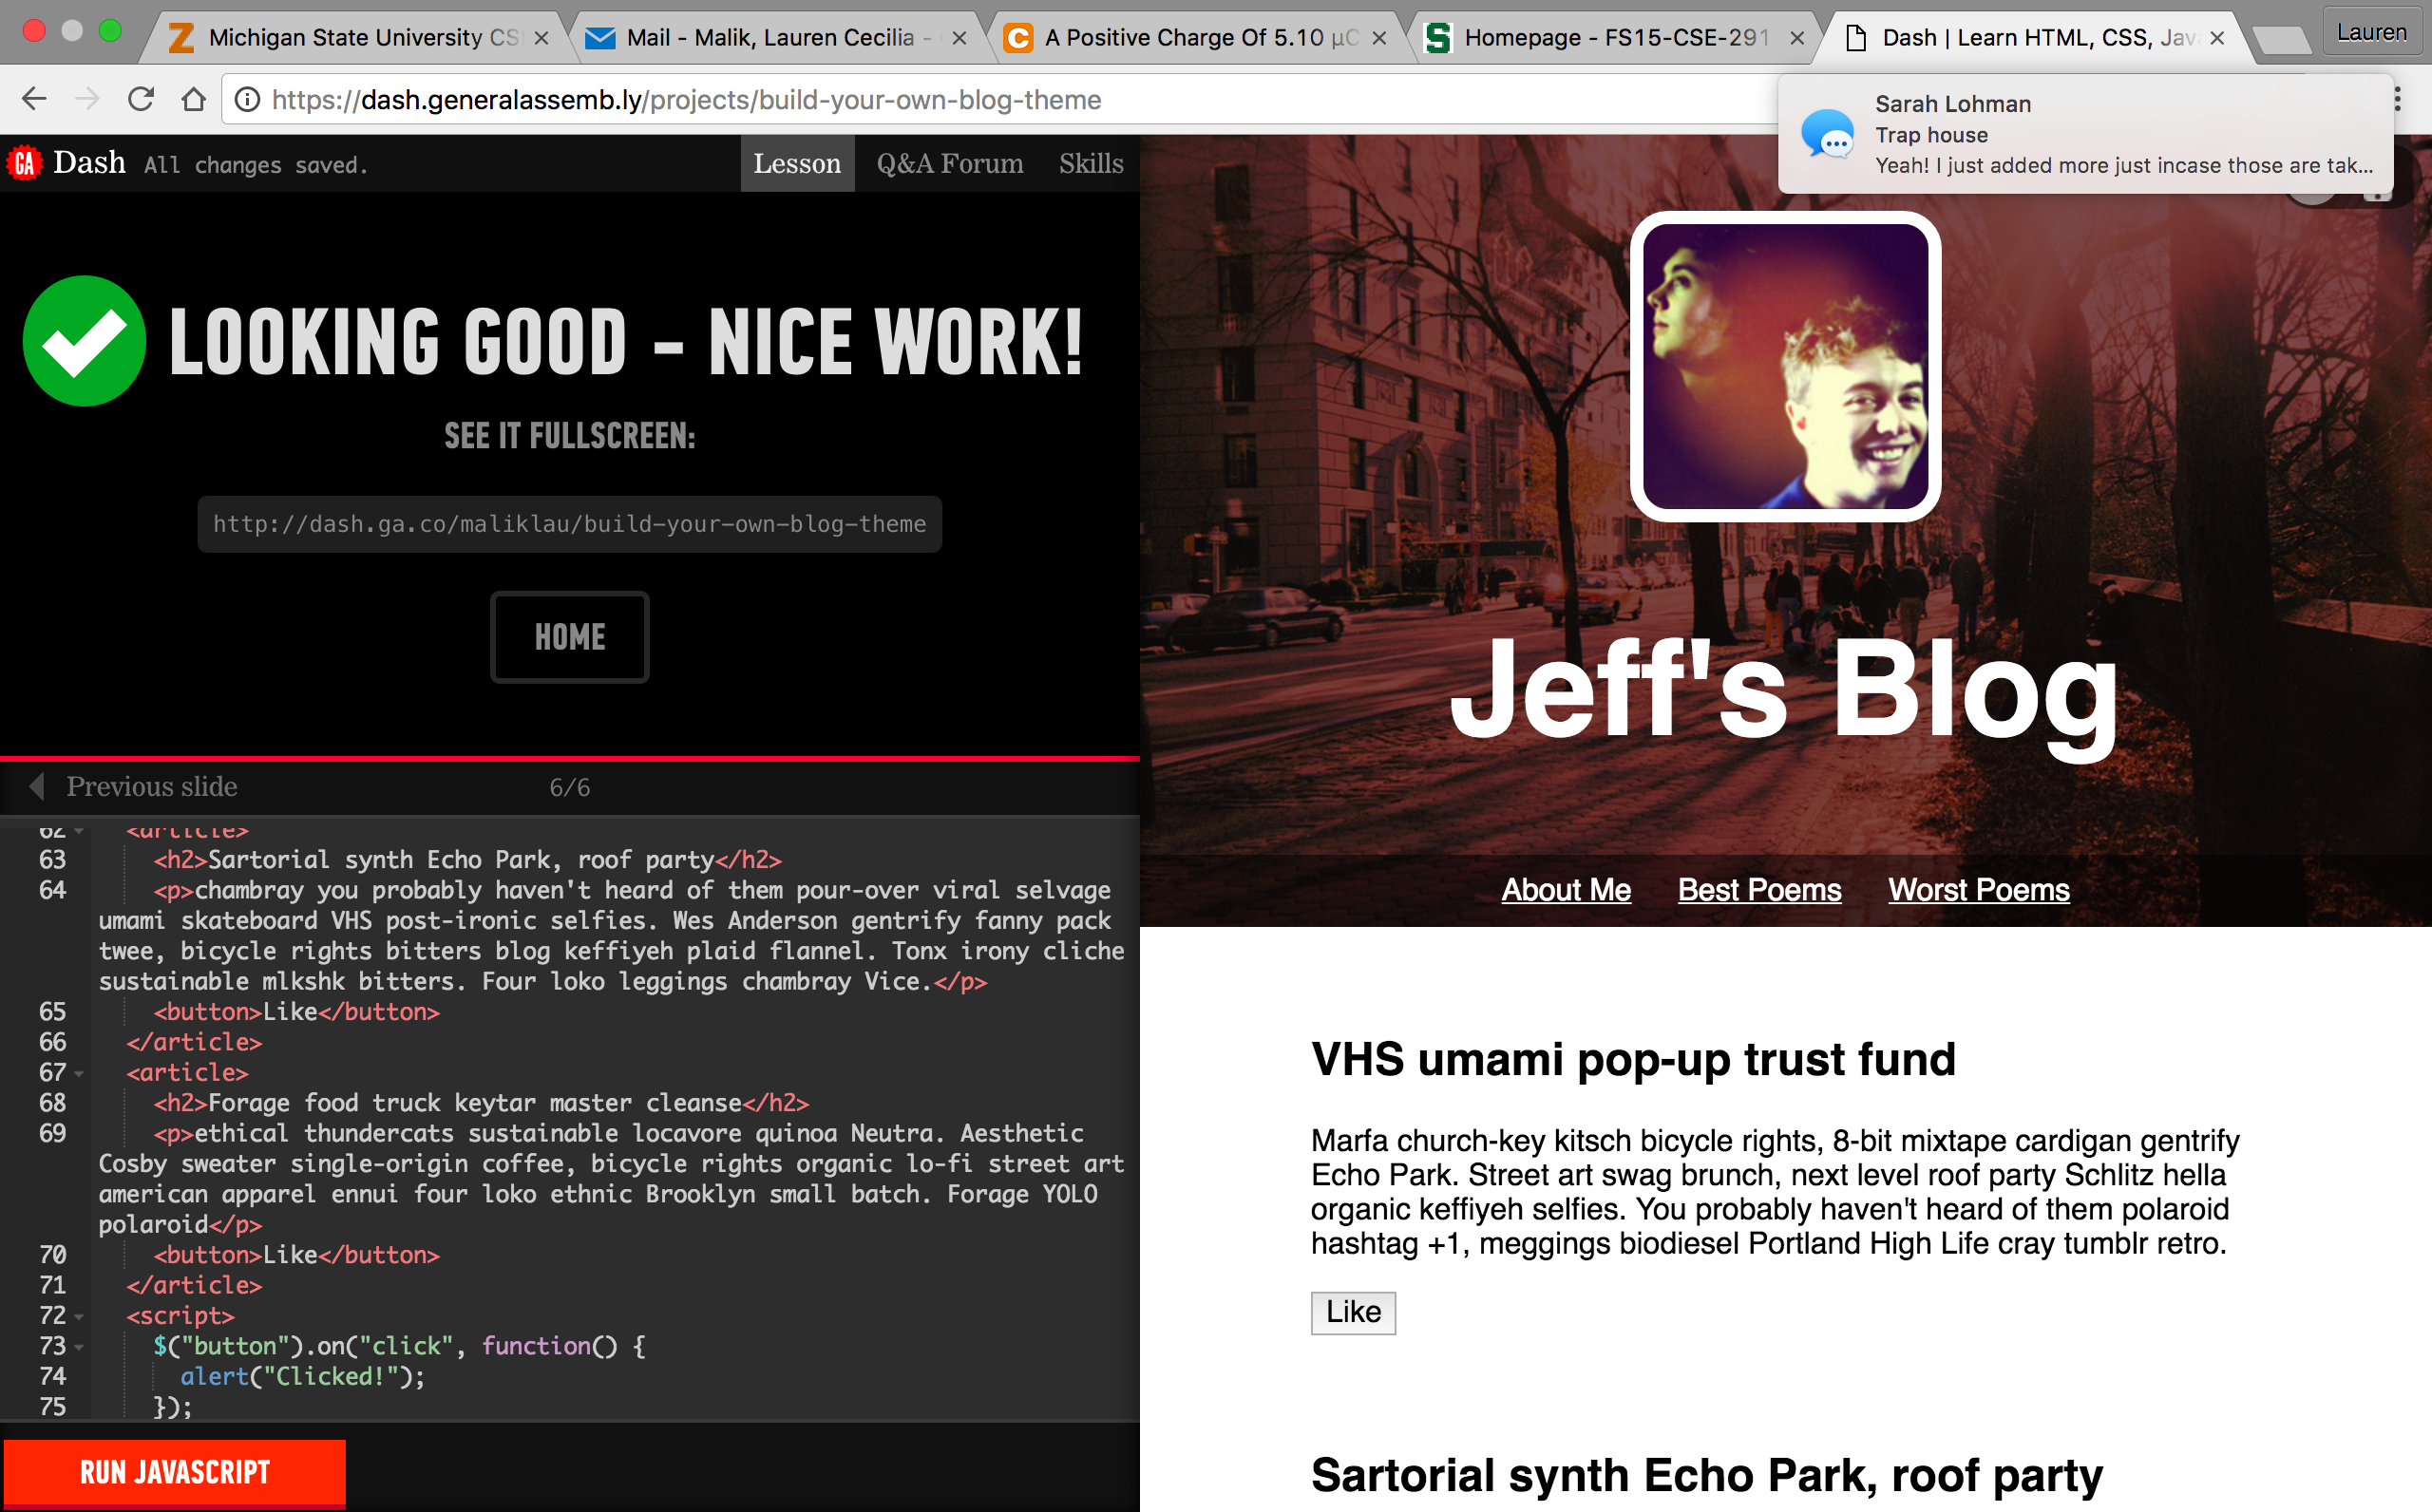 Michigan State University CS
Mail - Malik, Lauren Cecilia -
A Positive Charge Of 5.10 µC
Homepage - FS15-CSE-291
Dash | Learn HTML, CSS, Jav
Lauren
https://dash.generalassemb.ly/projects/build-your-own-blog-theme
Sarah Lohman
Trap house
Yeah! I just added more just incase those are tak...
GA Dash All changes saved.
Lesson Q&A Forum Skills
LOOKING GOOD - NICE WORK!
SEE IT FULLSCREEN:
http://dash.ga.co/maliklau/build-your-own-blog-theme
HOME
Previous slide 6/6
62 <article>
63 <h2>Sartorial synth Echo Park, roof party</h2>
64 <p>chambray you probably haven't heard of them pour-over viral selvage
umami skateboard VHS post-ironic selfies. Wes Anderson gentrify fanny pack
twee, bicycle rights bitters blog keffiyeh plaid flannel. Tonx irony cliche
sustainable mlkshk bitters. Four loko leggings chambray Vice.</p>
65 <button>Like</button>
66 </article>
67 <article>
68 <h2>Forage food truck keytar master cleanse</h2>
69 <p>ethical thundercats sustainable locavore quinoa Neutra. Aesthetic
Cosby sweater single-origin coffee, bicycle rights organic lo-fi street art
american apparel ennui four loko ethnic Brooklyn small batch. Forage YOLO
polaroid</p>
70 <button>Like</button>
71 </article>
72 <script>
73 $("button").on("click", function() {
74 alert("Clicked!");
75 });
RUN JAVASCRIPT
Jeff's Blog
About Me Best Poems Worst Poems
VHS umami pop-up trust fund
Marfa church-key kitsch bicycle rights, 8-bit mixtape cardigan gentrify
Echo Park. Street art swag brunch, next level roof party Schlitz hella
organic keffiyeh selfies. You probably haven't heard of them polaroid
hashtag +1, meggings biodiesel Portland High Life cray tumblr retro.
Like
Sartorial synth Echo Park, roof party